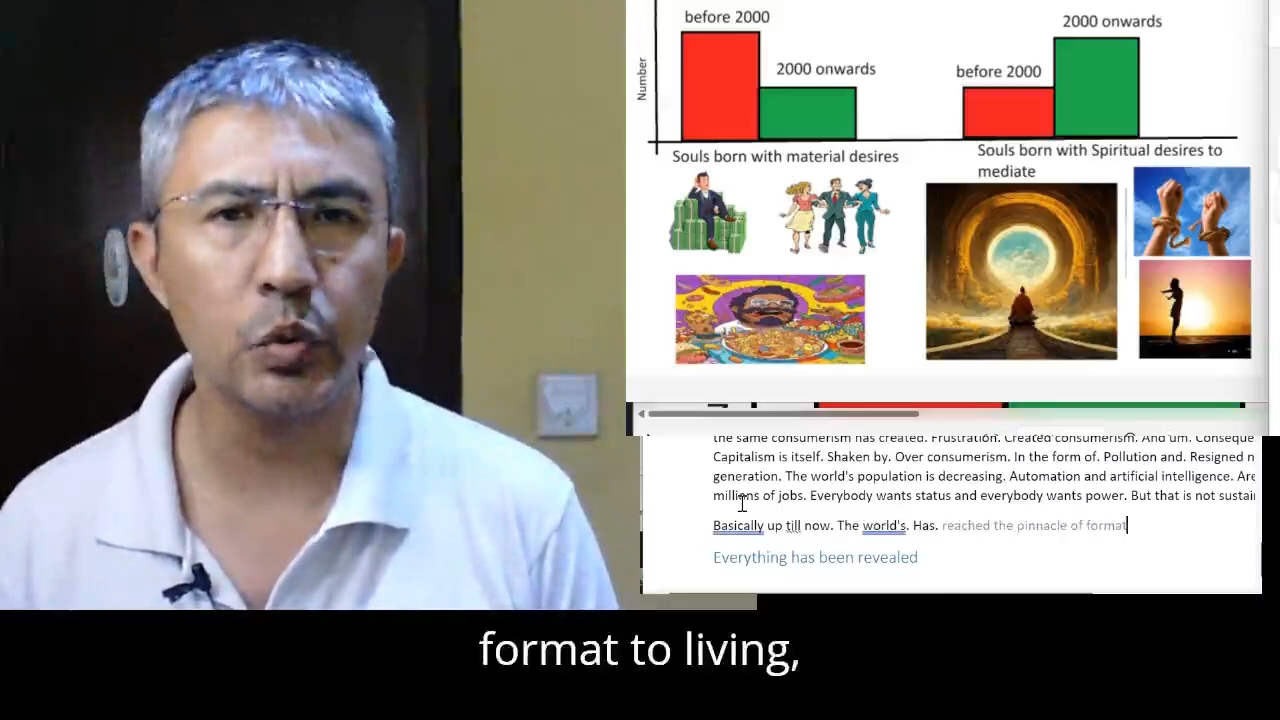 before 2000
2000 onwards
2000 onwards
before 2000
Number
Souls born with material desires
Souls born with Spiritual desires to
mediate
the same consumerism has created. Frustration. Created consumerism. And um. Conseque
Capitalism is itself. Shaken by. Over consumerism. In the form of. Pollution and. Resigned n
generation. The world's population is decreasing. Automation and artificial intelligence. Are
millions of jobs. Everybody wants status and everybody wants power. But that is not sustai
Basically up till now. The world's. Has. reached the pinnacle of format
Everything has been revealed
format to living,